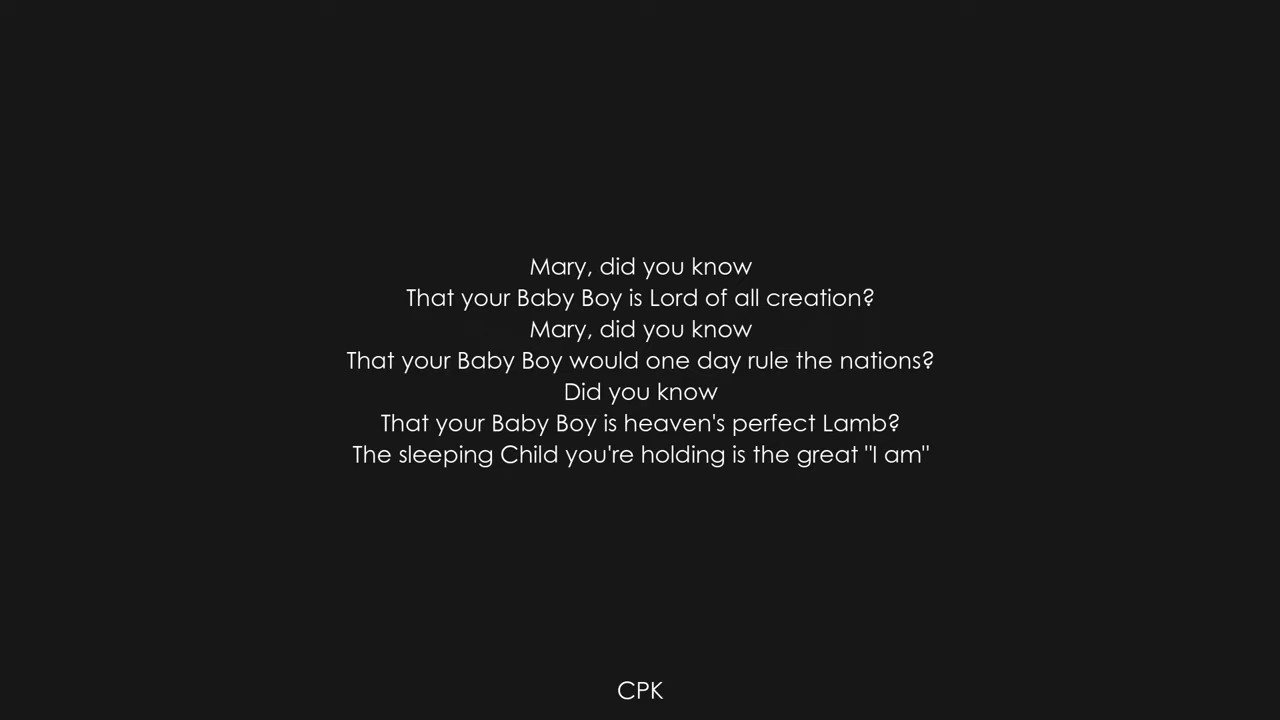 Mary, did you know
That your Baby Boy is Lord of all creation?
Mary, did you know
That your Baby Boy would one day rule the nations?
Did you know
That your Baby Boy is heaven's perfect Lamb?
The sleeping Child you're holding is the great "I am"
CPK